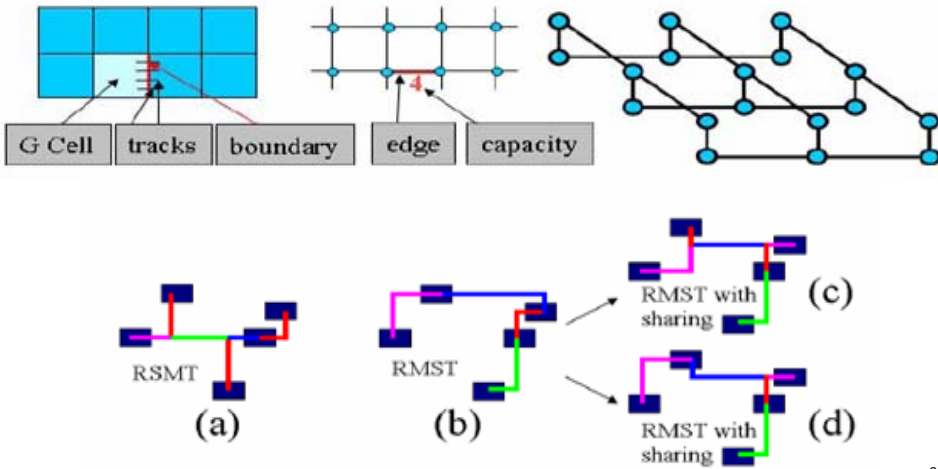 4
G Cell tracks boundary edge capacity
RSMT
(a)
RMST
(b)
RMST with
sharing
(c)
RMST with
sharing
(d)